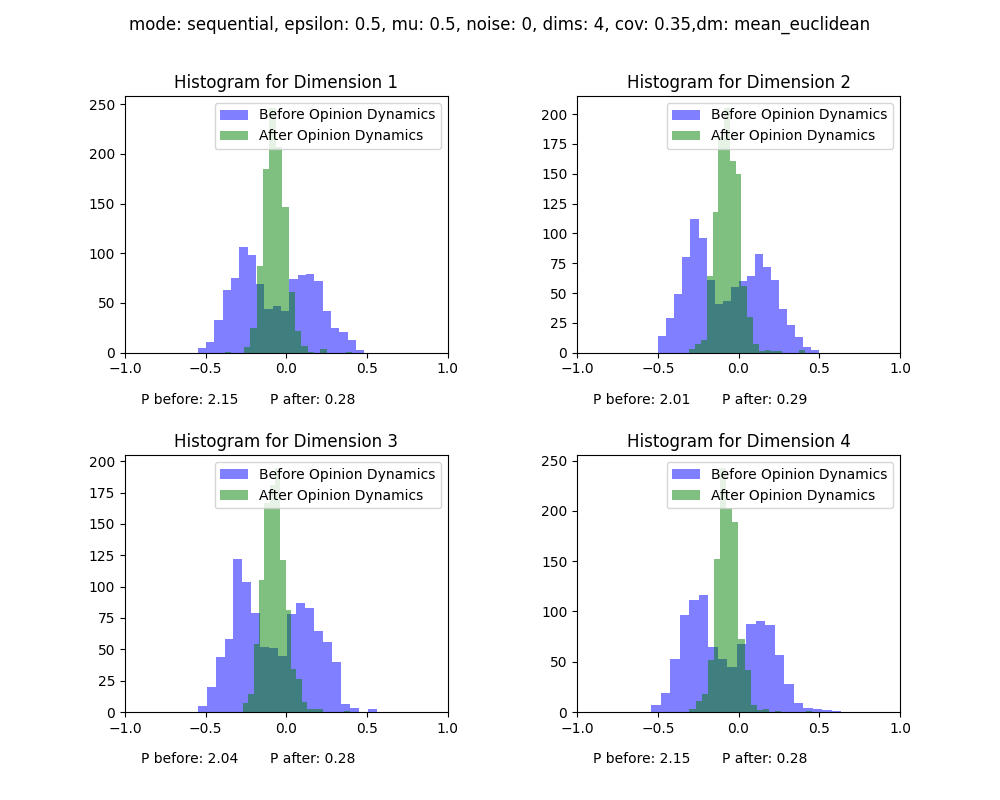 mode: sequential, epsilon: 0.5, mu: 0.5, noise: 0, dims: 4, cov: 0.35,dm: mean_euclidean
Histogram for Dimension 1
Before Opinion Dynamics
After Opinion Dynamics
250
200
150
100
50
0
−1.0 −0.5 0.0 0.5 1.0
P before: 2.15 P after: 0.28
Histogram for Dimension 2
Before Opinion Dynamics
After Opinion Dynamics
200
175
150
125
100
75
50
25
0
−1.0 −0.5 0.0 0.5 1.0
P before: 2.01 P after: 0.29
Histogram for Dimension 3
Before Opinion Dynamics
After Opinion Dynamics
200
175
150
125
100
75
50
25
0
−1.0 −0.5 0.0 0.5 1.0
P before: 2.04 P after: 0.28
Histogram for Dimension 4
Before Opinion Dynamics
After Opinion Dynamics
250
200
150
100
50
0
−1.0 −0.5 0.0 0.5 1.0
P before: 2.15 P after: 0.28